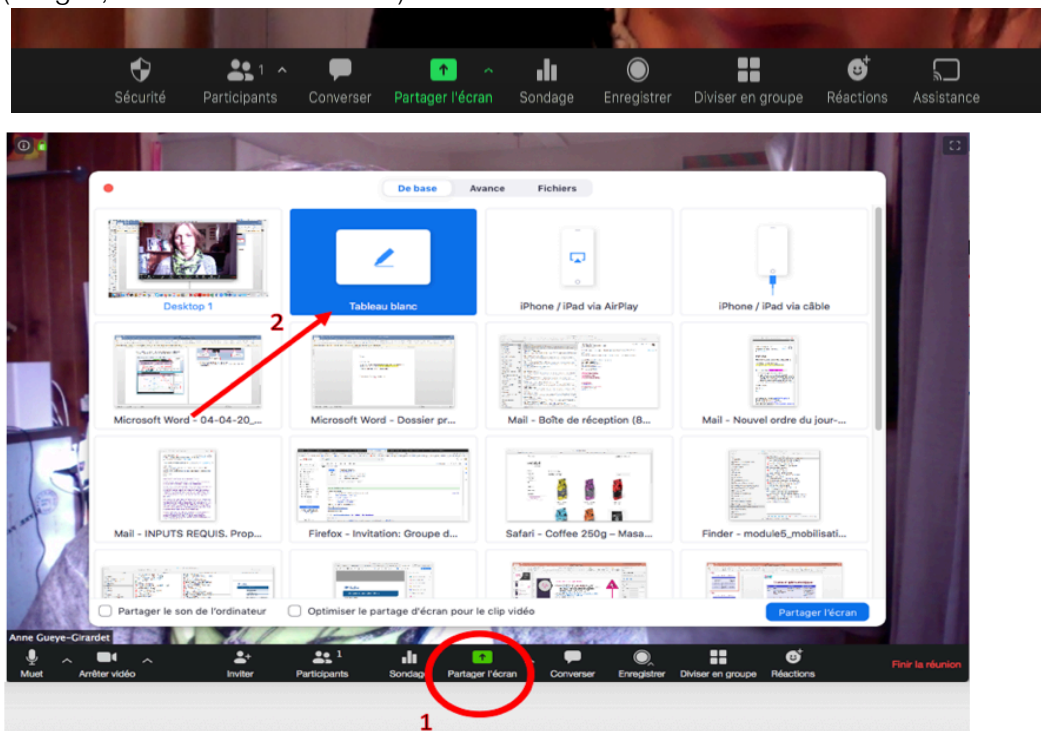 1
Sécurité Participants Converser Partager l'écran Sondage Enregistrer Diviser en groupe Réactions Assistance
De base Avance Fichiers
Desktop 1 Tableau blanc iPhone / iPad via AirPlay iPhone / iPad via câble
2
Microsoft Word - 04-04-20_... Microsoft Word - Dossier pr... Mail - Boîte de réception (8... Mail - Nouvel ordre du jour-...
Mail - INPUTS REQUIS. Prop... Firefox - Invitation: Groupe d... Safari - Coffee 250g – Masa... Finder - module5_mobilisati...
Partager le son de l'ordinateur Optimiser le partage d'écran pour le clip vidéo Partager l'écran
Anne Gueye-Girardet
1
Muet Arrêter vidéo Inviter Participants Sondage Partager l'écran Converser Enregistrer Diviser en groupe Réactions Finir la réunion
1